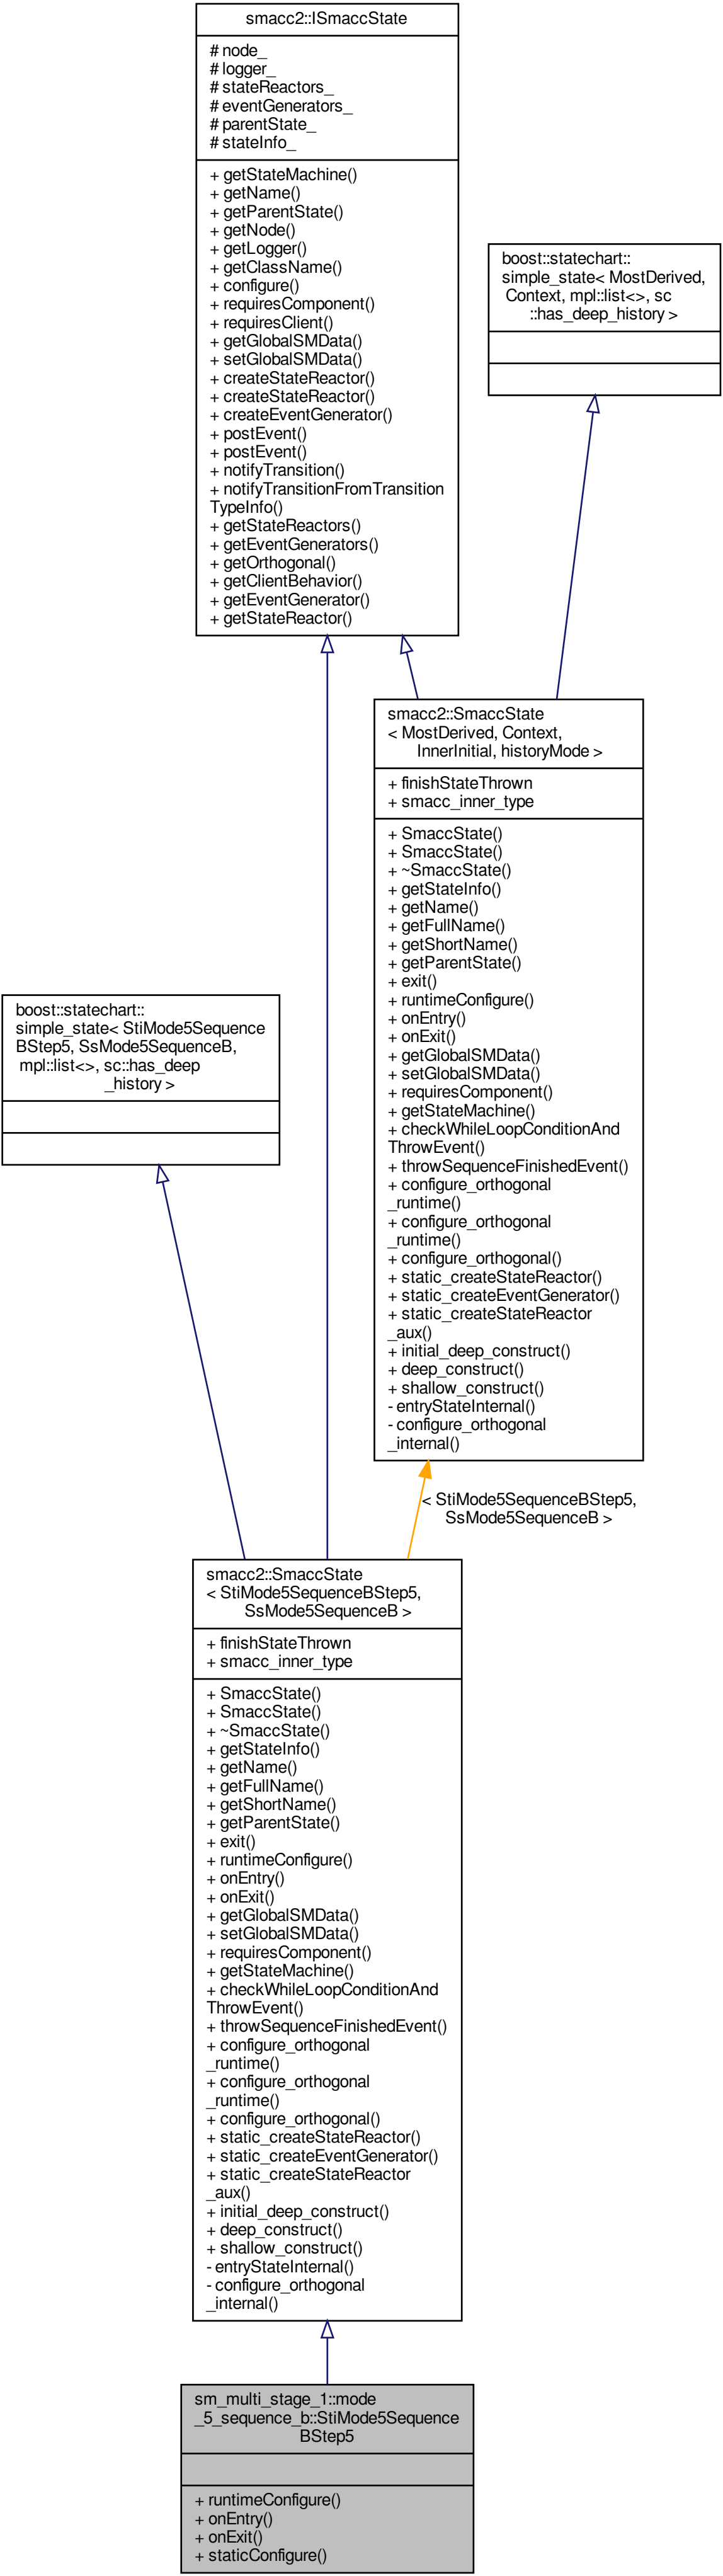 smacc2::ISmaccState
# node_
# logger_
# stateReactors_
# eventGenerators_
# parentState_
# stateInfo_
+ getStateMachine()
+ getName()
+ getParentState()
+ getNode()
+ getLogger()
+ getClassName()
+ configure()
+ requiresComponent()
+ requiresClient()
+ getGlobalSMData()
+ setGlobalSMData()
+ createStateReactor()
+ createStateReactor()
+ createEventGenerator()
+ postEvent()
+ postEvent()
+ notifyTransition()
+ notifyTransitionFromTransition
TypeInfo()
+ getStateReactors()
+ getEventGenerators()
+ getOrthogonal()
+ getClientBehavior()
+ getEventGenerator()
+ getStateReactor()
boost::statechart::
simple_state< MostDerived,
Context, mpl::list<>, sc
::has_deep_history >
smacc2::SmaccState
< MostDerived, Context,
InnerInitial, historyMode >
+ finishStateThrown
+ smacc_inner_type
+ SmaccState()
+ SmaccState()
+ ~SmaccState()
+ getStateInfo()
+ getName()
+ getFullName()
+ getShortName()
+ getParentState()
+ exit()
+ runtimeConfigure()
+ onEntry()
+ onExit()
+ getGlobalSMData()
+ setGlobalSMData()
+ requiresComponent()
+ getStateMachine()
+ checkWhileLoopConditionAnd
ThrowEvent()
+ throwSequenceFinishedEvent()
+ configure_orthogonal
_runtime()
+ configure_orthogonal
_runtime()
+ configure_orthogonal()
+ static_createStateReactor()
+ static_createEventGenerator()
+ static_createStateReactor
_aux()
+ initial_deep_construct()
+ deep_construct()
+ shallow_construct()
- entryStateInternal()
- configure_orthogonal
_internal()
boost::statechart::
simple_state< StiMode5Sequence
BStep5, SsMode5SequenceB,
mpl::list<>, sc::has_deep
_history >
< StiMode5SequenceBStep5,
SsMode5SequenceB >
smacc2::SmaccState
< StiMode5SequenceBStep5,
SsMode5SequenceB >
+ finishStateThrown
+ smacc_inner_type
+ SmaccState()
+ SmaccState()
+ ~SmaccState()
+ getStateInfo()
+ getName()
+ getFullName()
+ getShortName()
+ getParentState()
+ exit()
+ runtimeConfigure()
+ onEntry()
+ onExit()
+ getGlobalSMData()
+ setGlobalSMData()
+ requiresComponent()
+ getStateMachine()
+ checkWhileLoopConditionAnd
ThrowEvent()
+ throwSequenceFinishedEvent()
+ configure_orthogonal
_runtime()
+ configure_orthogonal
_runtime()
+ configure_orthogonal()
+ static_createStateReactor()
+ static_createEventGenerator()
+ static_createStateReactor
_aux()
+ initial_deep_construct()
+ deep_construct()
+ shallow_construct()
- entryStateInternal()
- configure_orthogonal
_internal()
sm_multi_stage_1::mode
_5_sequence_b::StiMode5Sequence
BStep5
+ runtimeConfigure()
+ onEntry()
+ onExit()
+ staticConfigure()